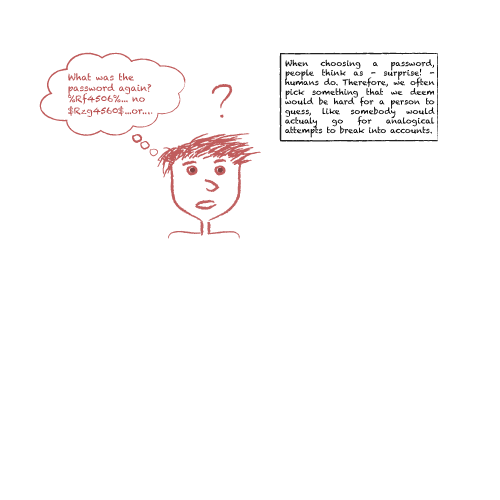 What was the
password again?
%Rf4506%... no
$Rzg4560$...or....
?
When choosing a password,
people think as - surprise! -
humans do. Therefore, we often
pick something that we deem
would be hard for a person to
guess, like somebody would
actualy go for analogical
attempts to break into accounts.